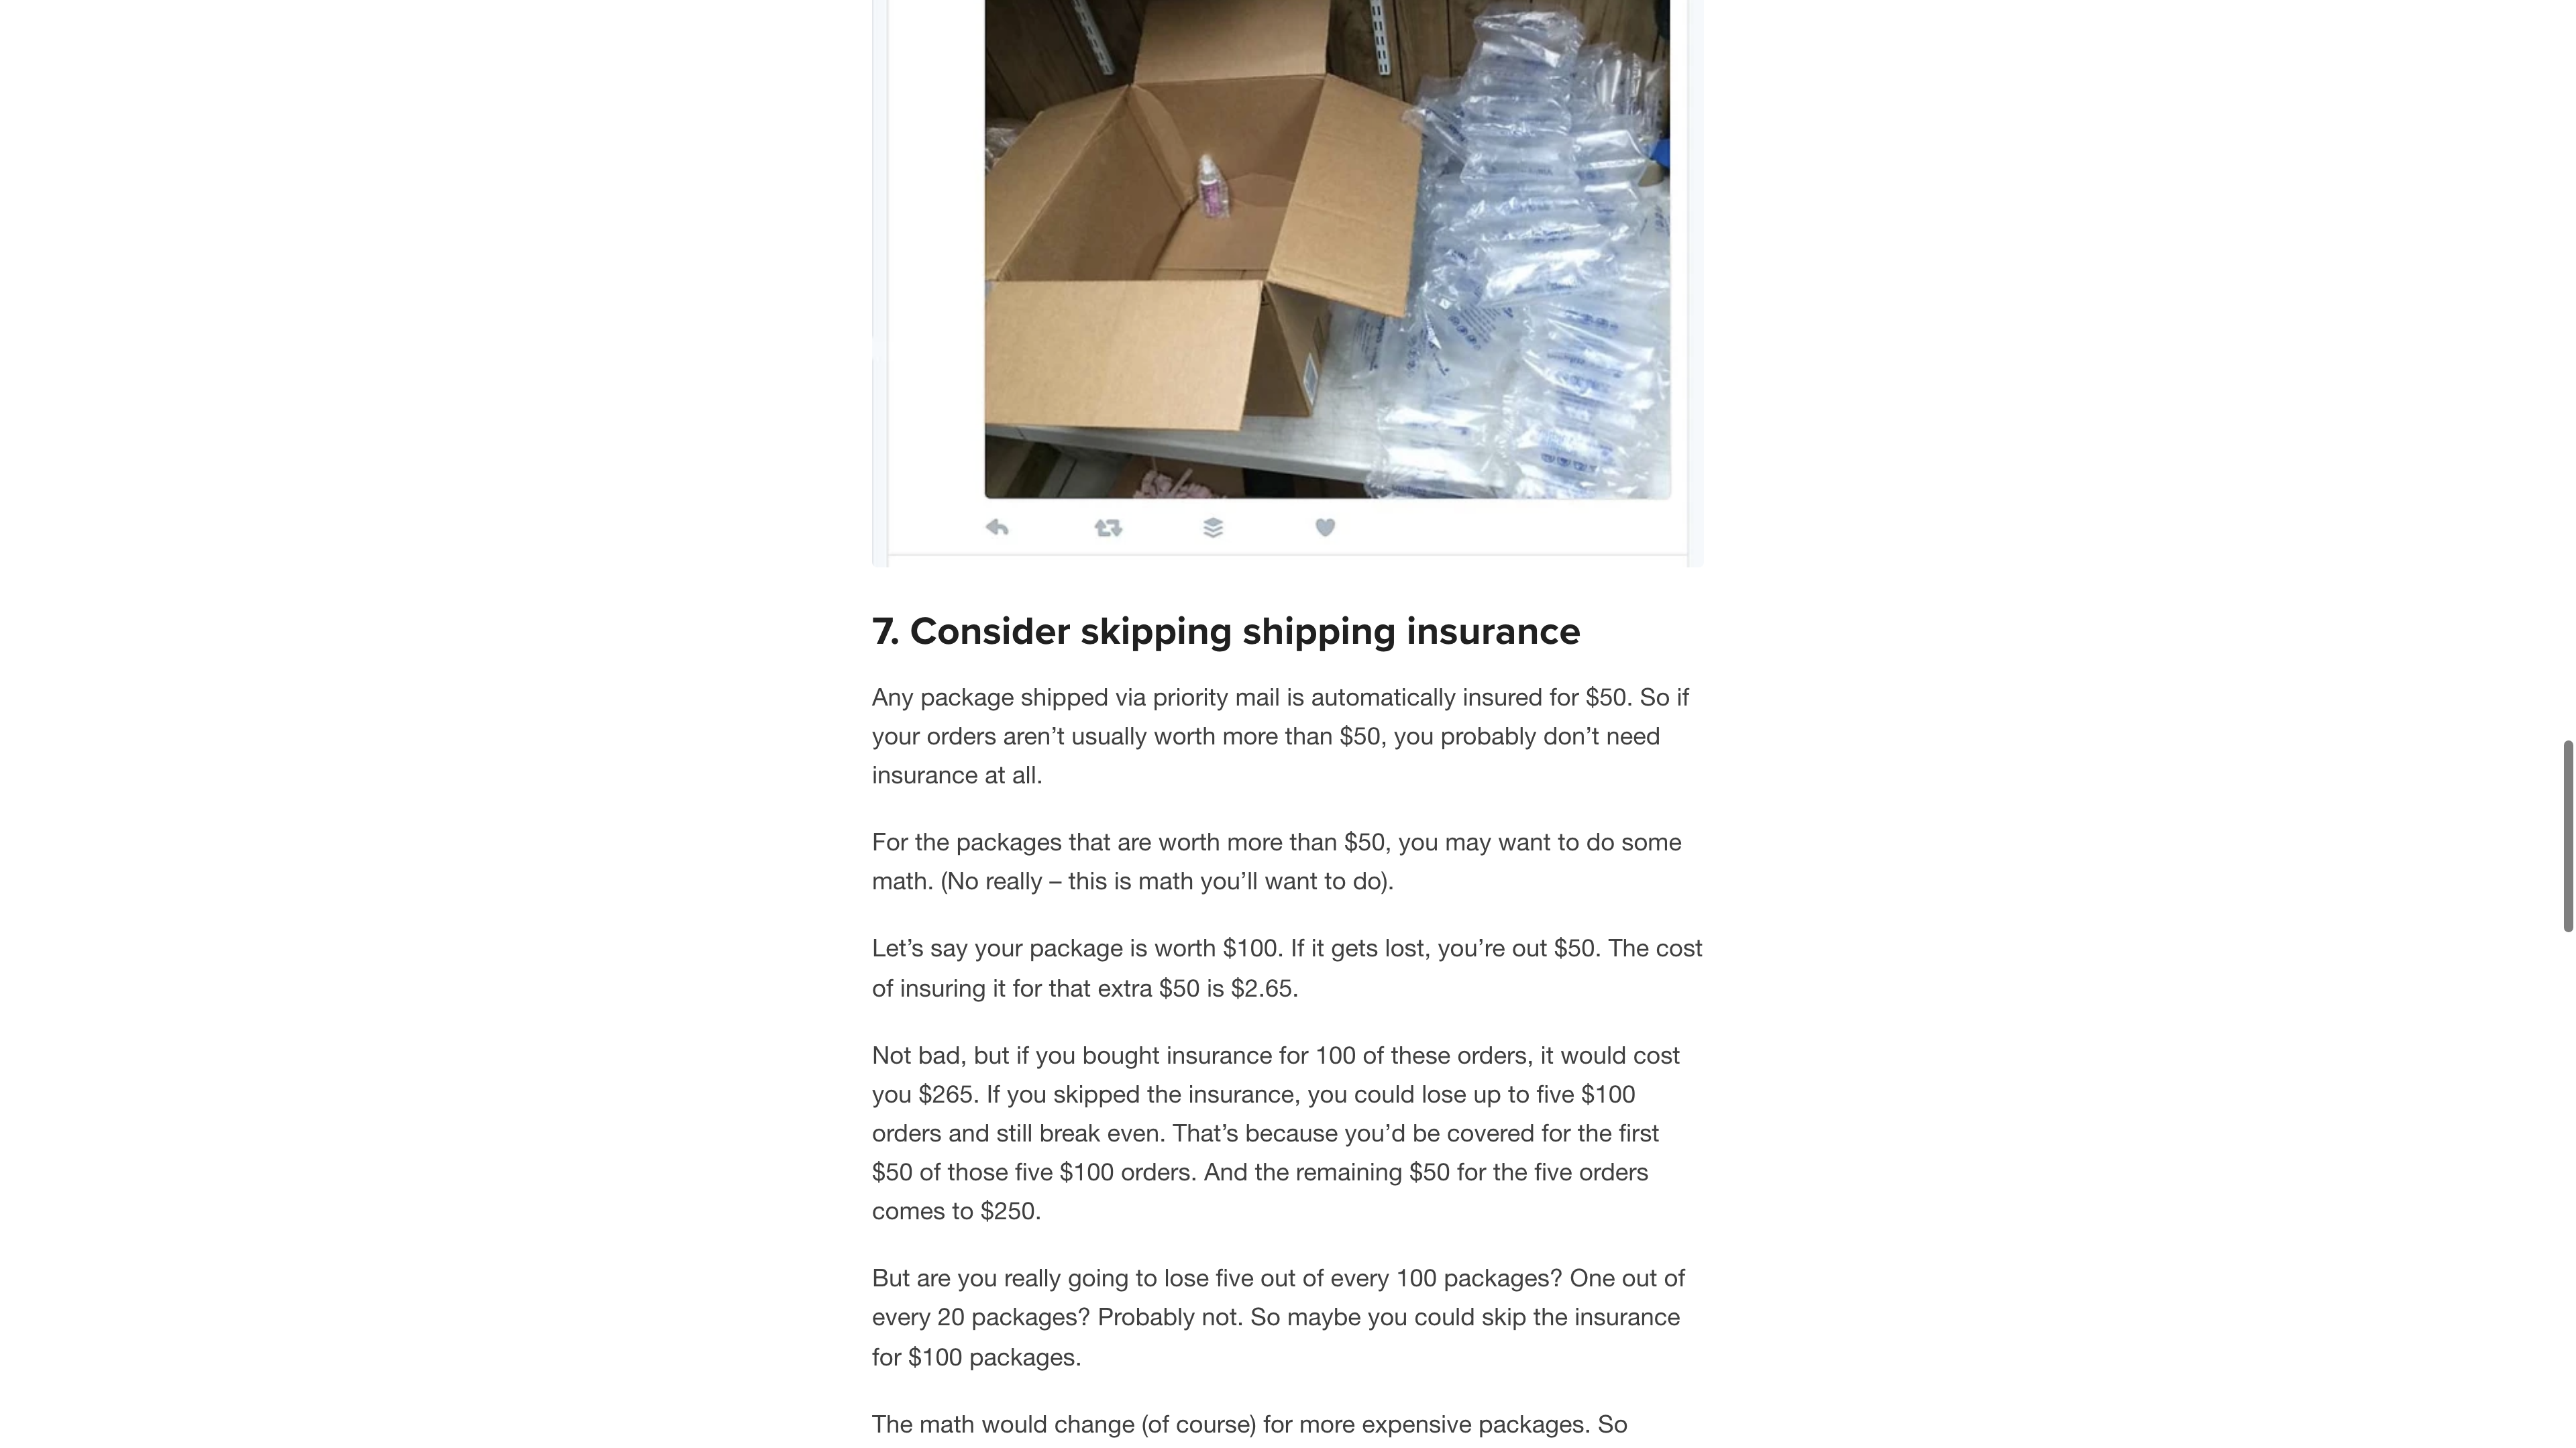 7. Consider skipping shipping insurance
Any package shipped via priority mail is automatically insured for $50. So if
your orders aren’t usually worth more than $50, you probably don’t need
insurance at all.
For the packages that are worth more than $50, you may want to do some
math. (No really – this is math you’ll want to do).
Let’s say your package is worth $100. If it gets lost, you’re out $50. The cost
of insuring it for that extra $50 is $2.65.
Not bad, but if you bought insurance for 100 of these orders, it would cost
you $265. If you skipped the insurance, you could lose up to five $100
orders and still break even. That’s because you’d be covered for the first
$50 of those five $100 orders. And the remaining $50 for the five orders
comes to $250.
But are you really going to lose five out of every 100 packages? One out of
every 20 packages? Probably not. So maybe you could skip the insurance
for $100 packages.
The math would change (of course) for more expensive packages. So